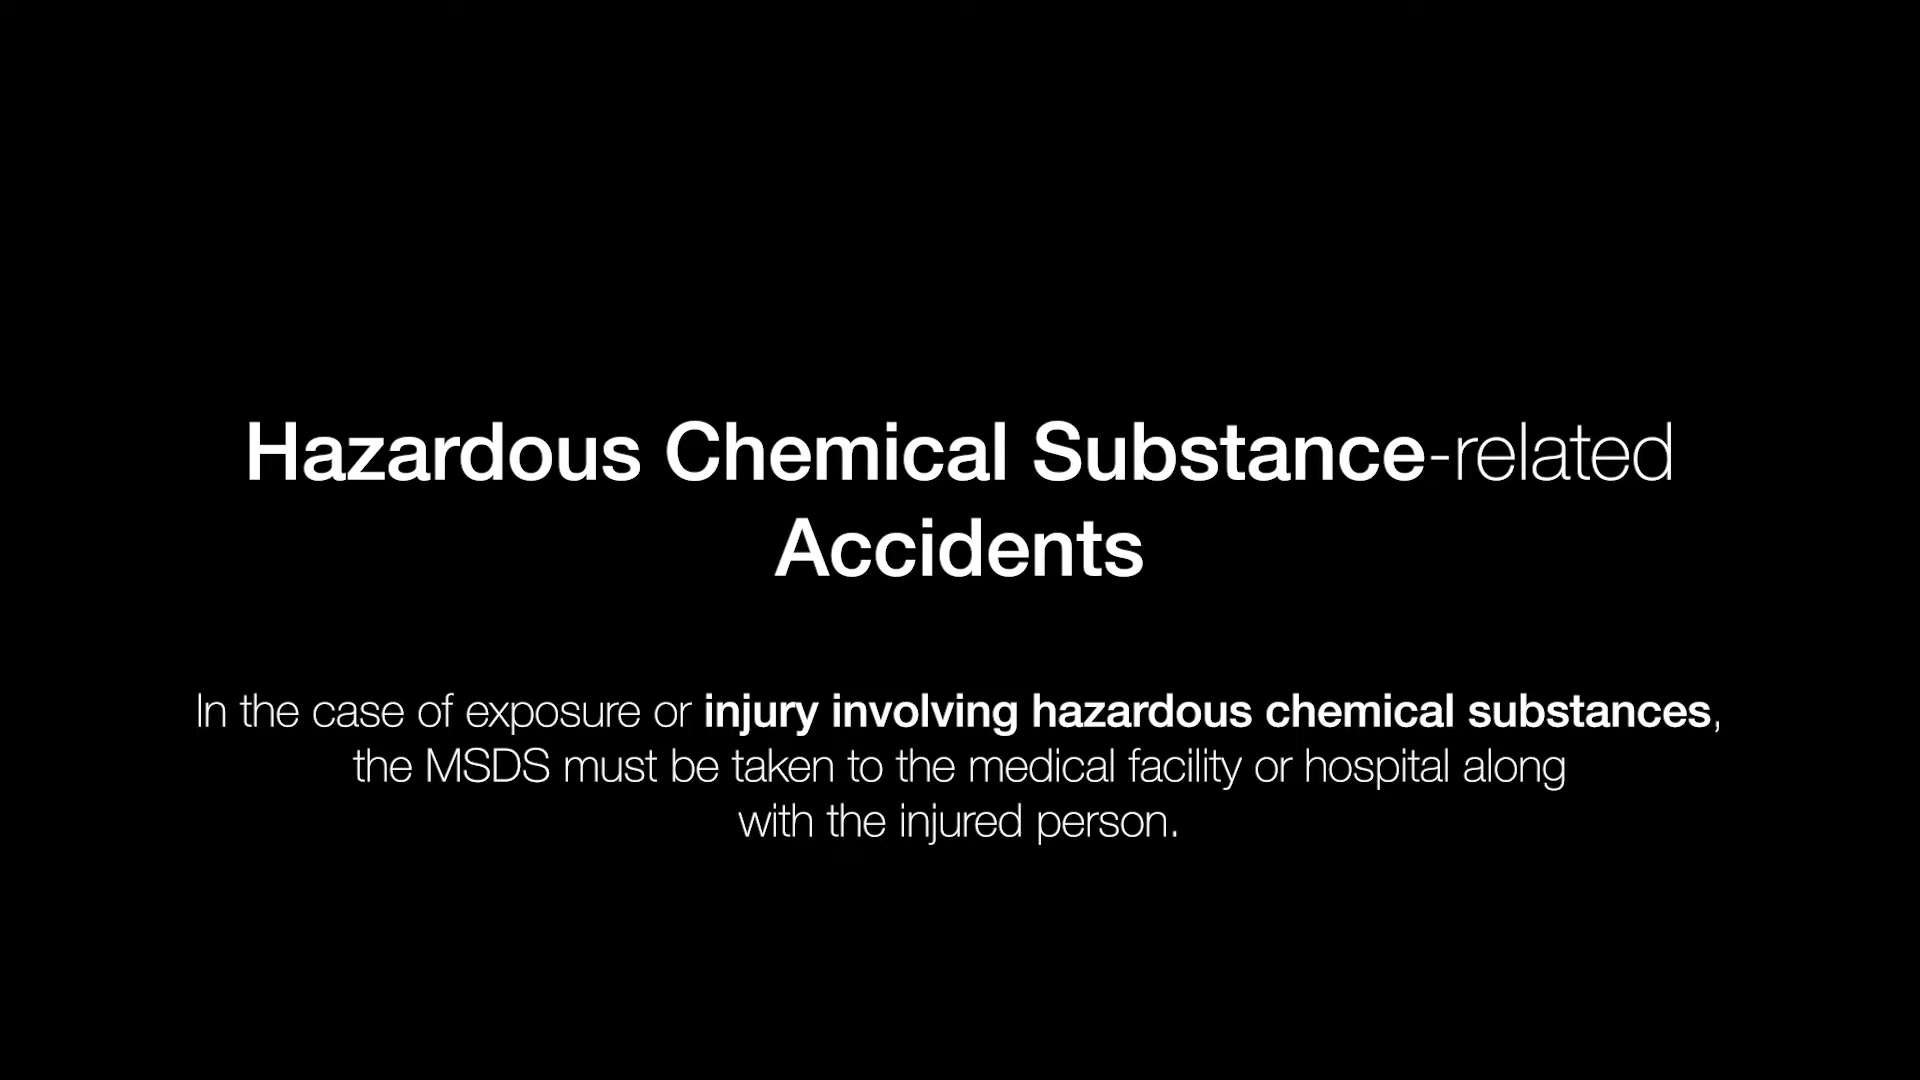 Hazardous Chemical Substance-related
Accidents
In the case of exposure or injury involving hazardous chemical substances,
the MSDS must be taken to the medical facility or hospital along
with the injured person.